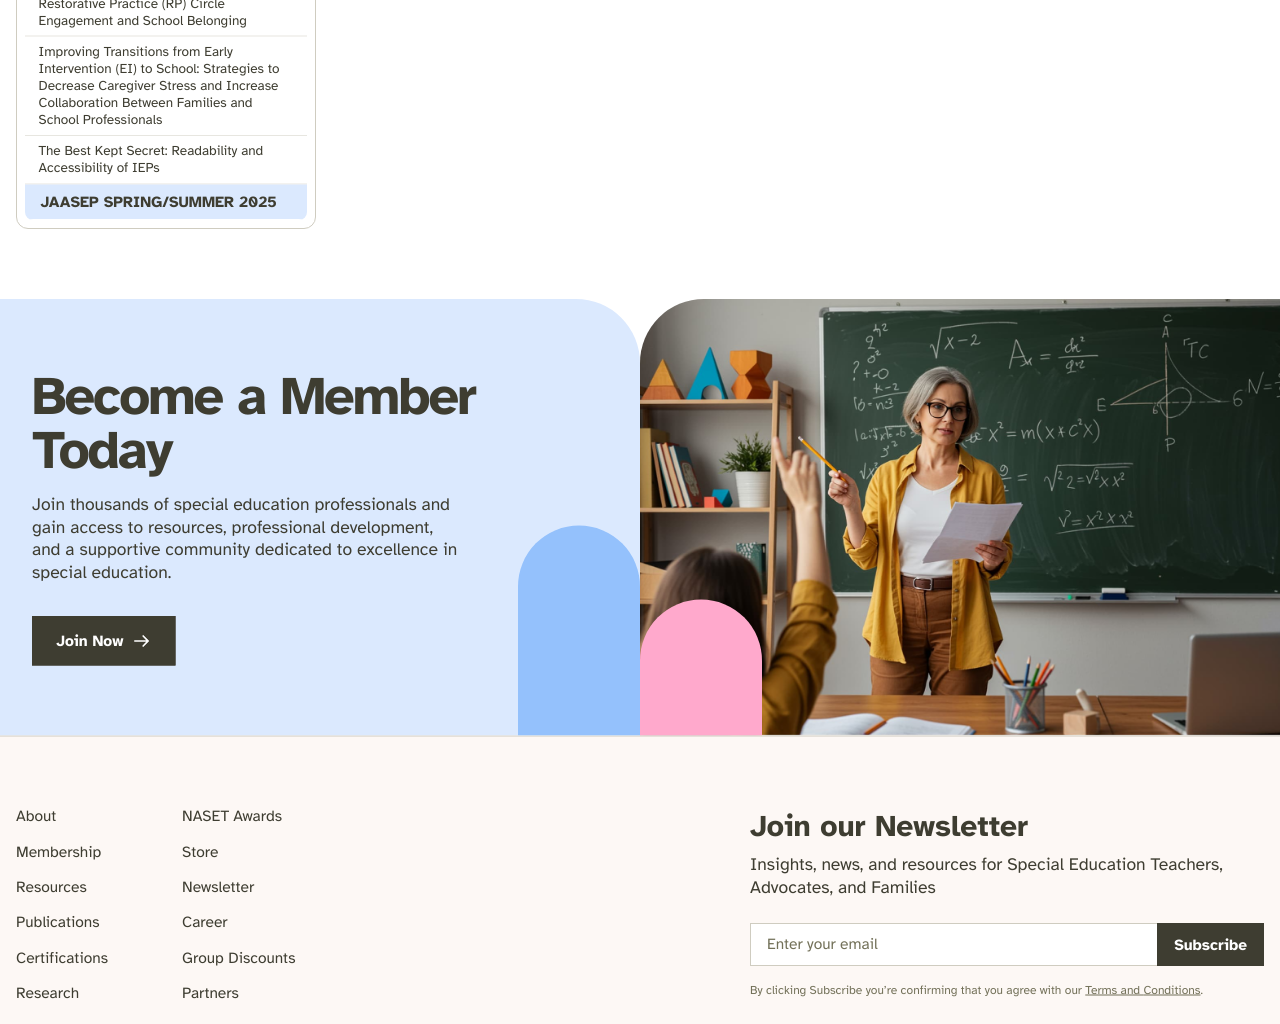 Restorative Practice (RP) Circle
Engagement and School Belonging
Improving Transitions from Early
Intervention (EI) to School: Strategies to
Decrease Caregiver Stress and Increase
Collaboration Between Families and
School Professionals
The Best Kept Secret: Readability and
Accessibility of IEPs
JAASEP SPRING/SUMMER 2025
Become a Member
Today
Join thousands of special education professionals and
gain access to resources, professional development,
and a supportive community dedicated to excellence in
special education.
Join Now
C
A
√x-2
TC
E
P
About
Membership
Resources
Publications
Certifications
Research
NASET Awards
Store
Newsletter
Career
Group Discounts
Partners
Join our Newsletter
Insights, news, and resources for Special Education Teachers,
Advocates, and Families
Enter your email
Subscribe
By clicking Subscribe you're confirming that you agree with our Terms and Conditions.